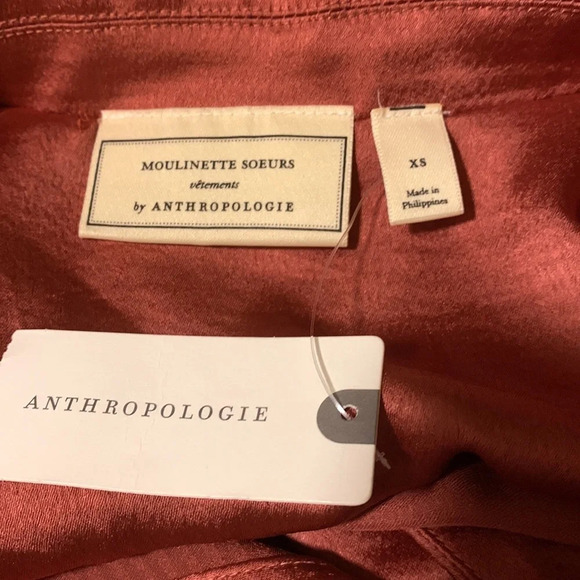 MOULINETTE SOEURS
vêtements
by ANTHROPOLOGIE
XS
Made in
Philippines
ANTHROPOLOGIE